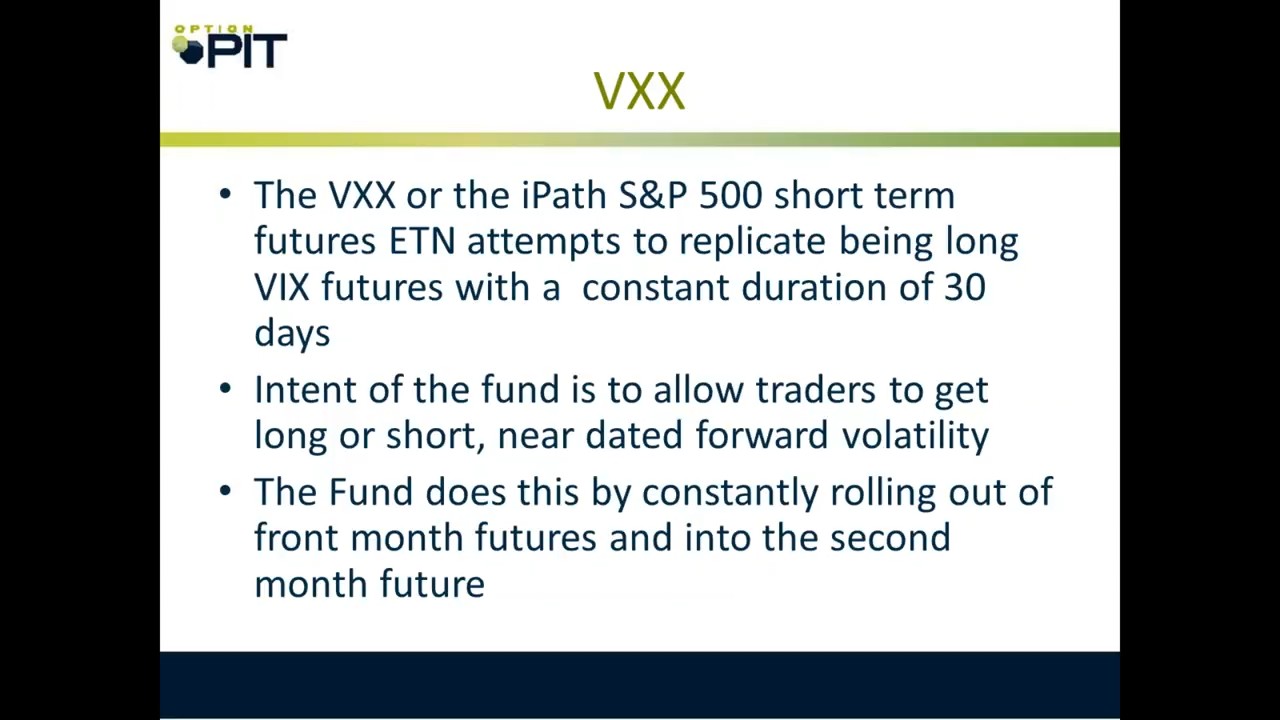 OPTION
PIT
VXX
• The VXX or the iPath S&P 500 short term
futures ETN attempts to replicate being long
VIX futures with a  constant duration of 30
days
• Intent of the fund is to allow traders to get
long or short, near dated forward volatility
• The Fund does this by constantly rolling out of
front month futures and into the second
month future